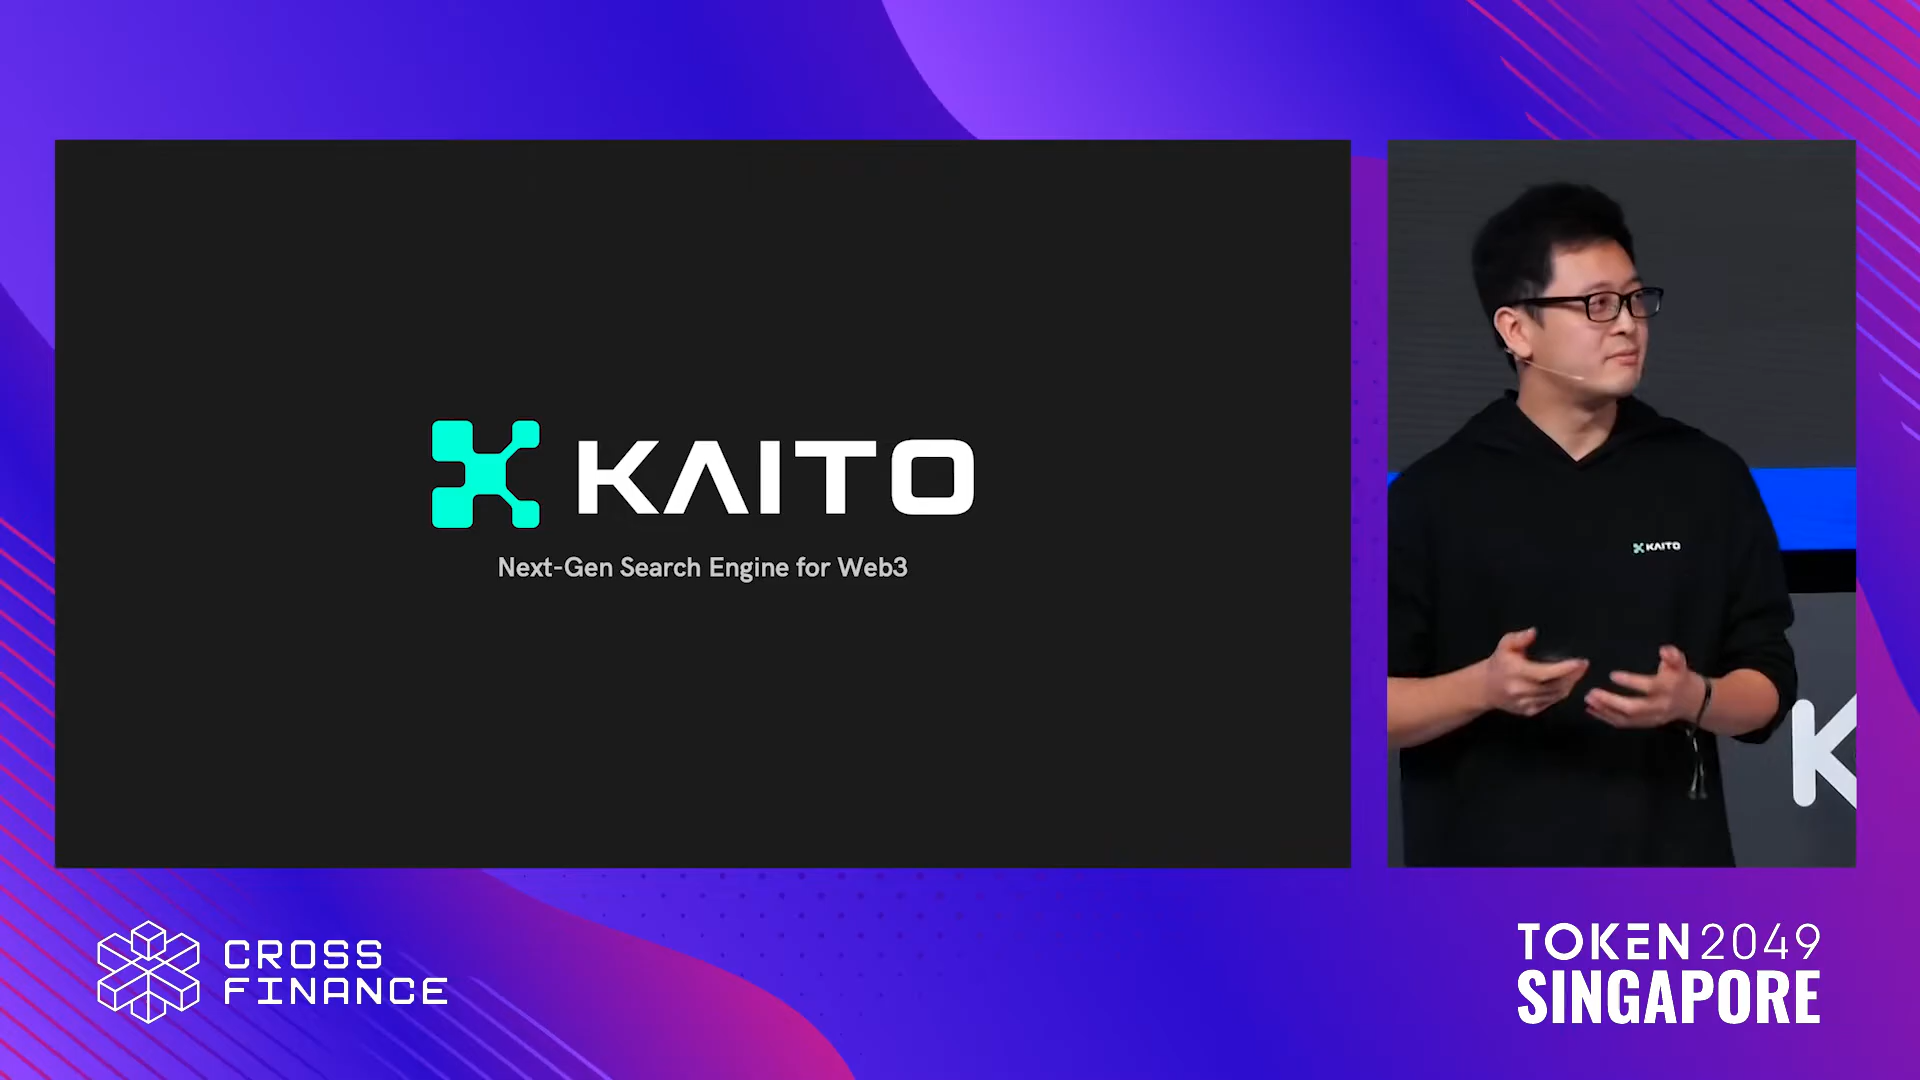 KAITO
Next-Gen Search Engine for Web3
KAITO
K
CROSS
FINANCE
TOKEN2049
SINGAPORE